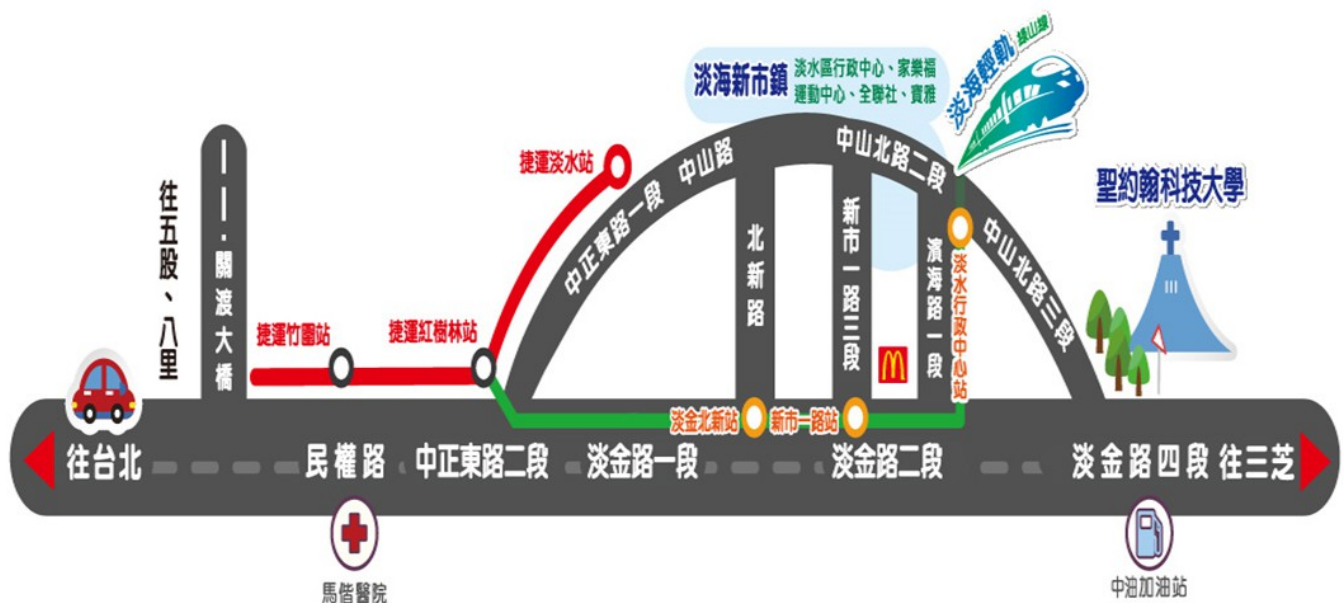 淡海輕軌 綠山線
淡海新市鎮
淡水區行政中心、家樂福
運動中心、全聯社、寶雅
聖約翰科技大學
往五股、八里
關渡大橋
捷運竹圍站
捷運紅樹林站
捷運淡水站
中正東路一段
中山路
中山北路二段
中山北路三段
北新路
新市一路三段
濱海路一段
淡水行政中心站
淡金北新站
新市一路站
往台北
民權路
中正東路二段
淡金路一段
淡金路二段
淡金路四段
往三芝
馬偕醫院
中油加油站